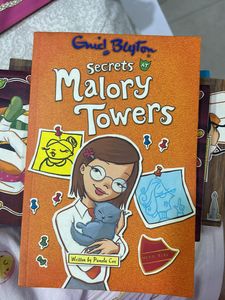 Enid Blyton
Secrets at
Malory
Towers
Written by Pamela Cox